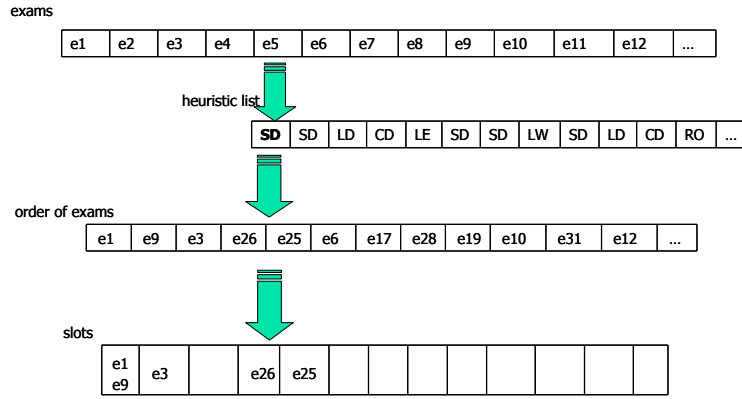 exams
e1 e2 e3 e4 e5 e6 e7 e8 e9 e10 e11 e12 ...
heuristic list
SD SD LD CD LE SD SD LW SD LD CD RO ...
order of exams
e1 e9 e3 e26 e25 e6 e17 e28 e19 e10 e31 e12 ...
slots
e1
e9
e3 e26 e25